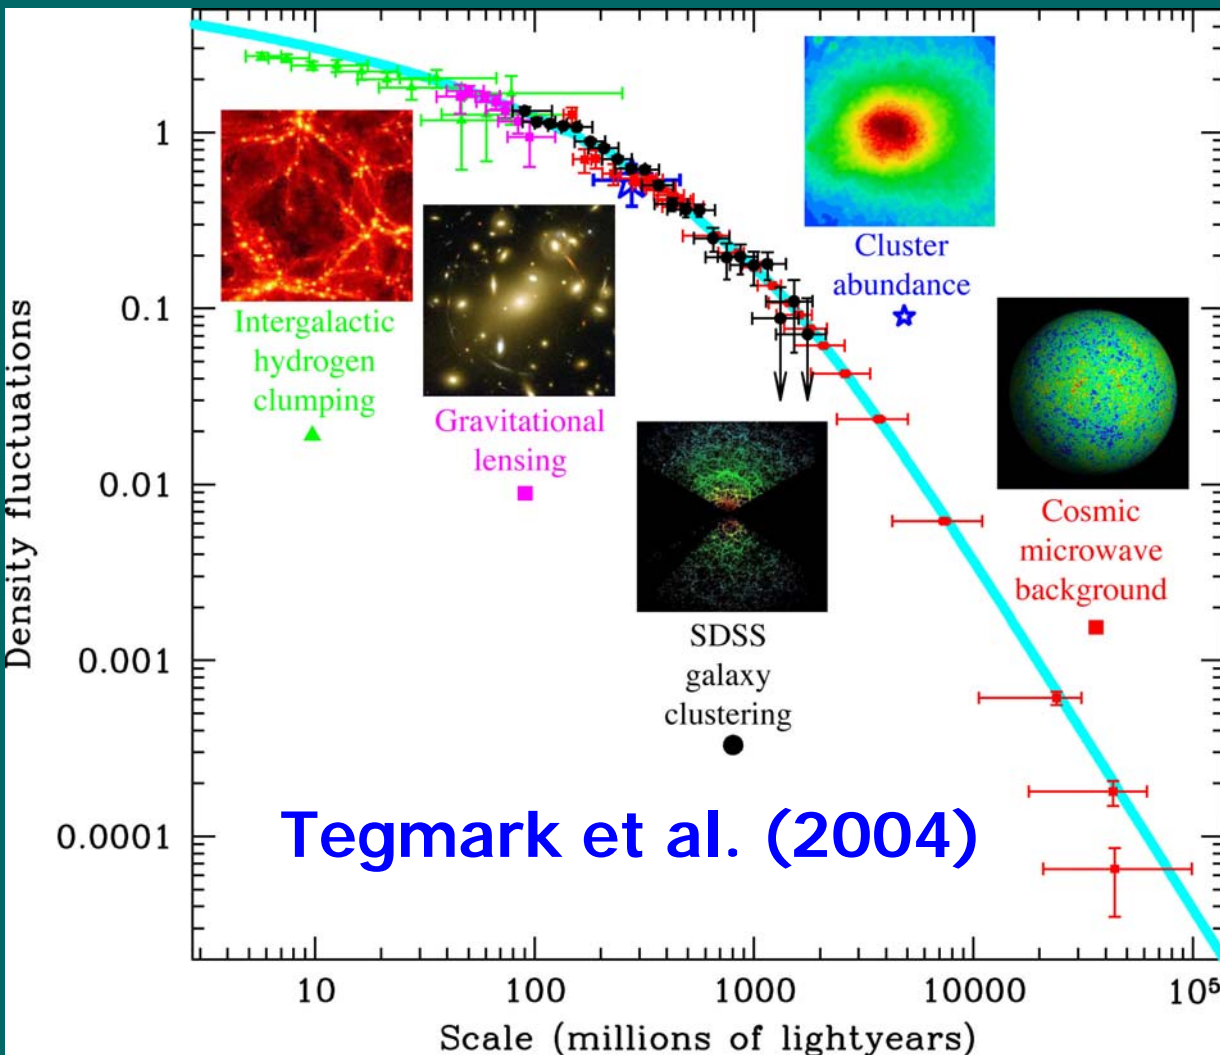 Density fluctuations
1
0.1
0.01
0.001
0.0001
Intergalactic
hydrogen
clumping
Gravitational
lensing
SDSS
galaxy
clustering
Cluster
abundance
Cosmic
microwave
background
Tegmark et al. (2004)
10
100
1000
10000
10⁵
Scale (millions of lightyears)